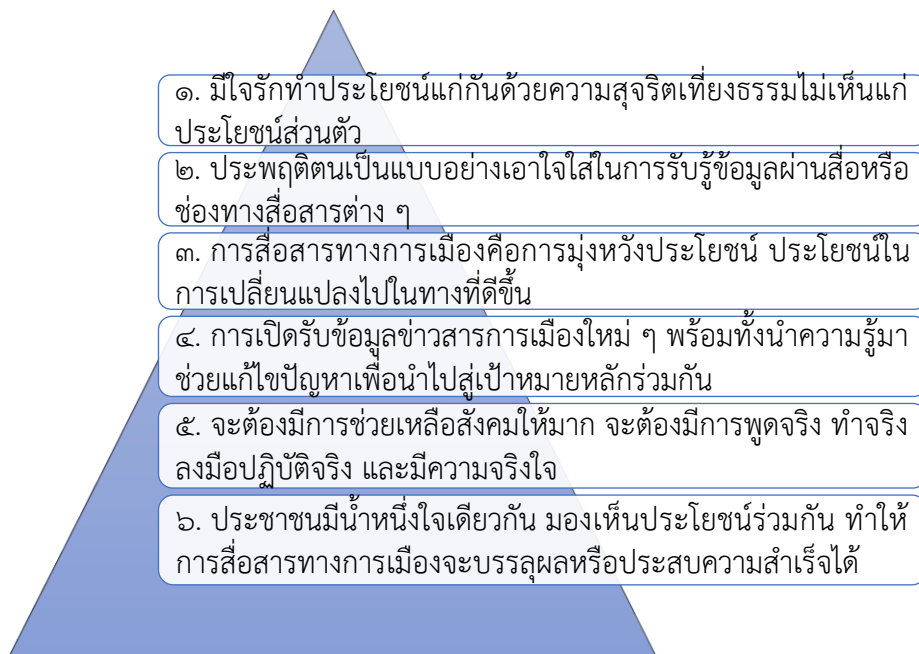 ๑. มีใจรักทำประโยชน์แก่กันด้วยความสุจริตเที่ยงธรรมไม่เห็นแก่
ประโยชน์ส่วนตัว
๒. ประพฤติตนเป็นแบบอย่างเอาใจใส่ในการรับรู้ข้อมูลผ่านสื่อหรือ
ช่องทางสื่อสารต่าง ๆ
๓. การสื่อสารทางการเมืองคือการมุ่งหวังประโยชน์ ประโยชน์ใน
การเปลี่ยนแปลงไปในทางที่ดีขึ้น
๔. การเปิดรับข้อมูลข่าวสารการเมืองใหม่ ๆ พร้อมทั้งนำความรู้มา
ช่วยแก้ไขปัญหาเพื่อนำไปสู่เป้าหมายหลักร่วมกัน
๕. จะต้องมีการช่วยเหลือสังคมให้มาก จะต้องมีการพูดจริง ทำจริง
ลงมือปฏิบัติจริง และมีความจริงใจ
๖. ประชาชนมีน้ำหนึ่งใจเดียวกัน มองเห็นประโยชน์ร่วมกัน ทำให้
การสื่อสารทางการเมืองจะบรรลุผลหรือประสบความสำเร็จได้